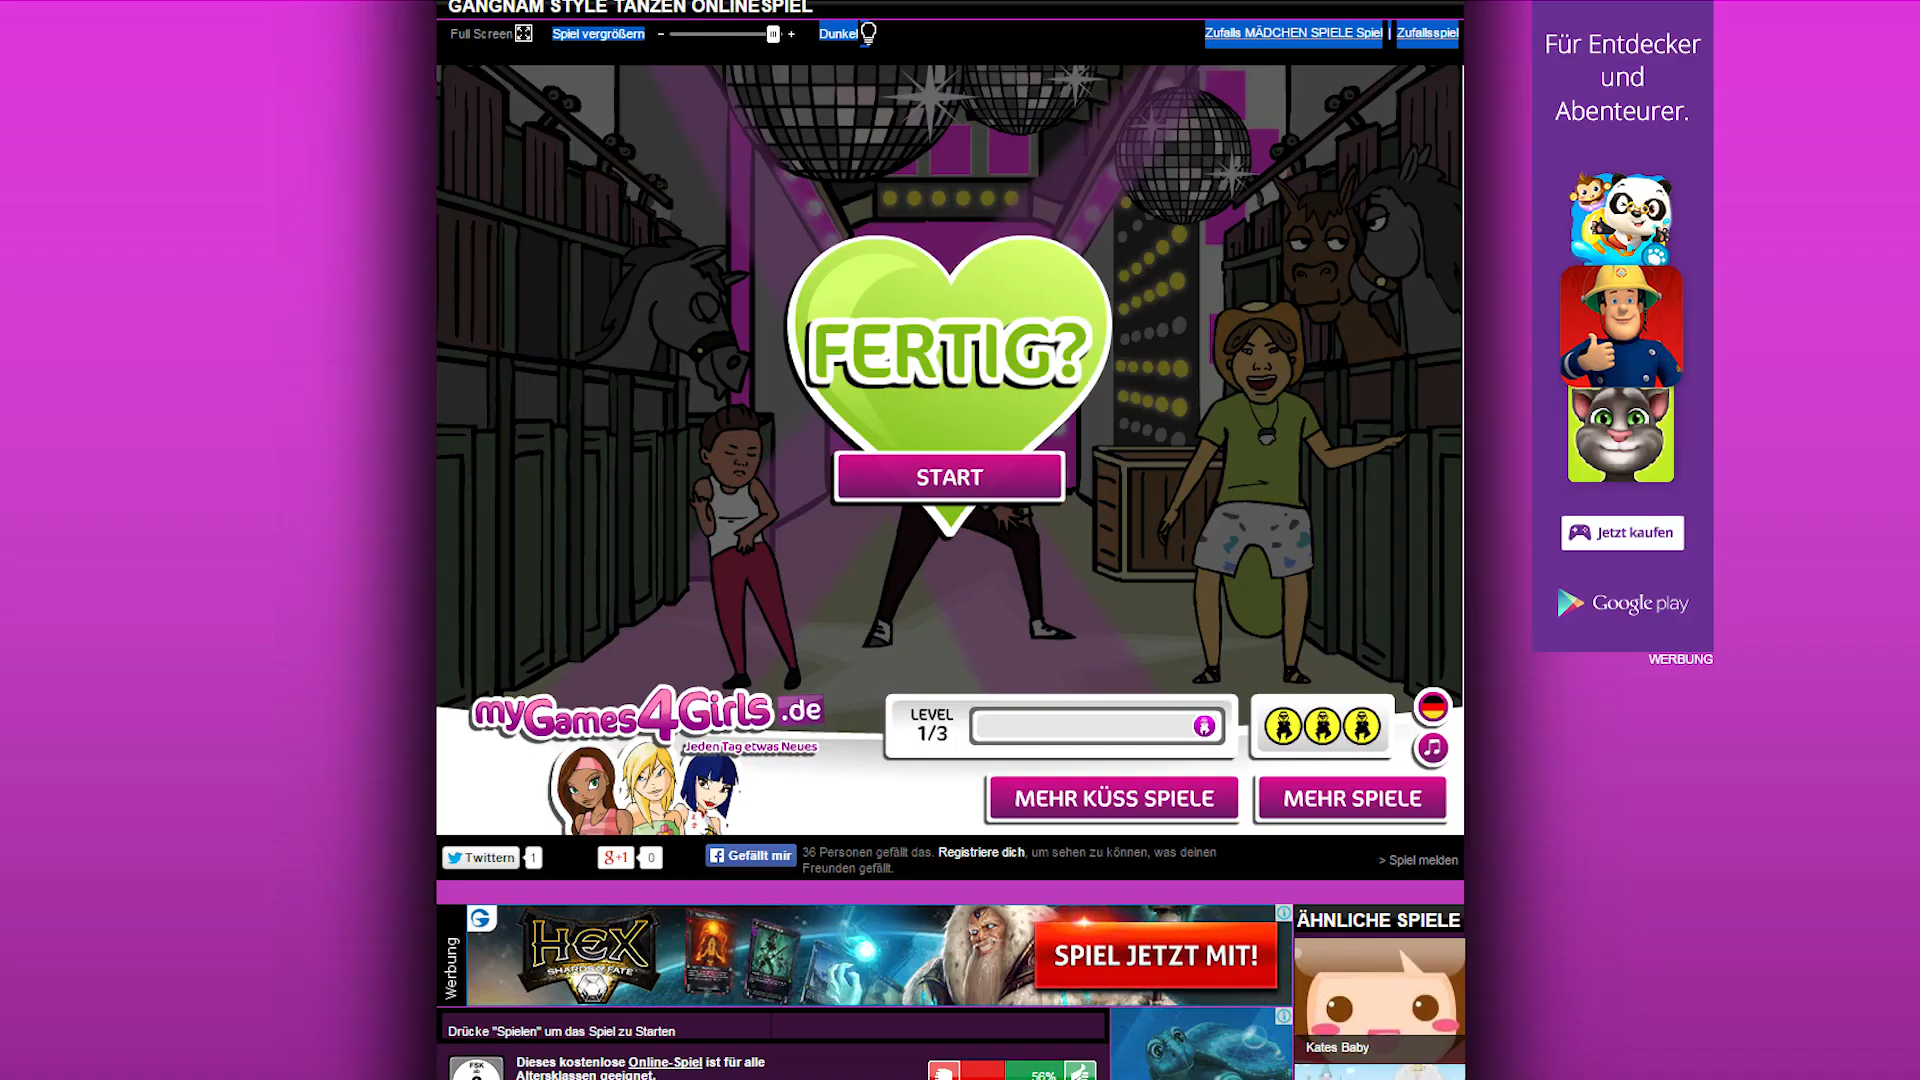 GANGNAM STYLE TANZEN ONLINESPIEL
Full Screen Spiel vergrößern - + Dunkel Zufalls MÄDCHEN SPIELE Spiel | Zufallsspiel
Für Entdecker
und
Abenteurer.
FERTIG?
START
Jetzt kaufen
Google play
WERBUNG
myGames4Girls.de
Jeden Tag etwas Neues
LEVEL
1/3
MEHR KÜSS SPIELE
MEHR SPIELE
Twittern 1
g+1 0
Gefällt mir
36 Personen gefällt das. Registriere dich, um sehen zu können, was deinen
Freunden gefällt.
> Spiel melden
Werbung
HEX
SHARDS OF FATE
SPIEL JETZT MIT!
ÄHNLICHE SPIELE
Kates Baby
Drücke "Spielen" um das Spiel zu Starten
FSK
ab
Dieses kostenlose Online-Spiel ist für alle
Altersklassen geeignet.
56%